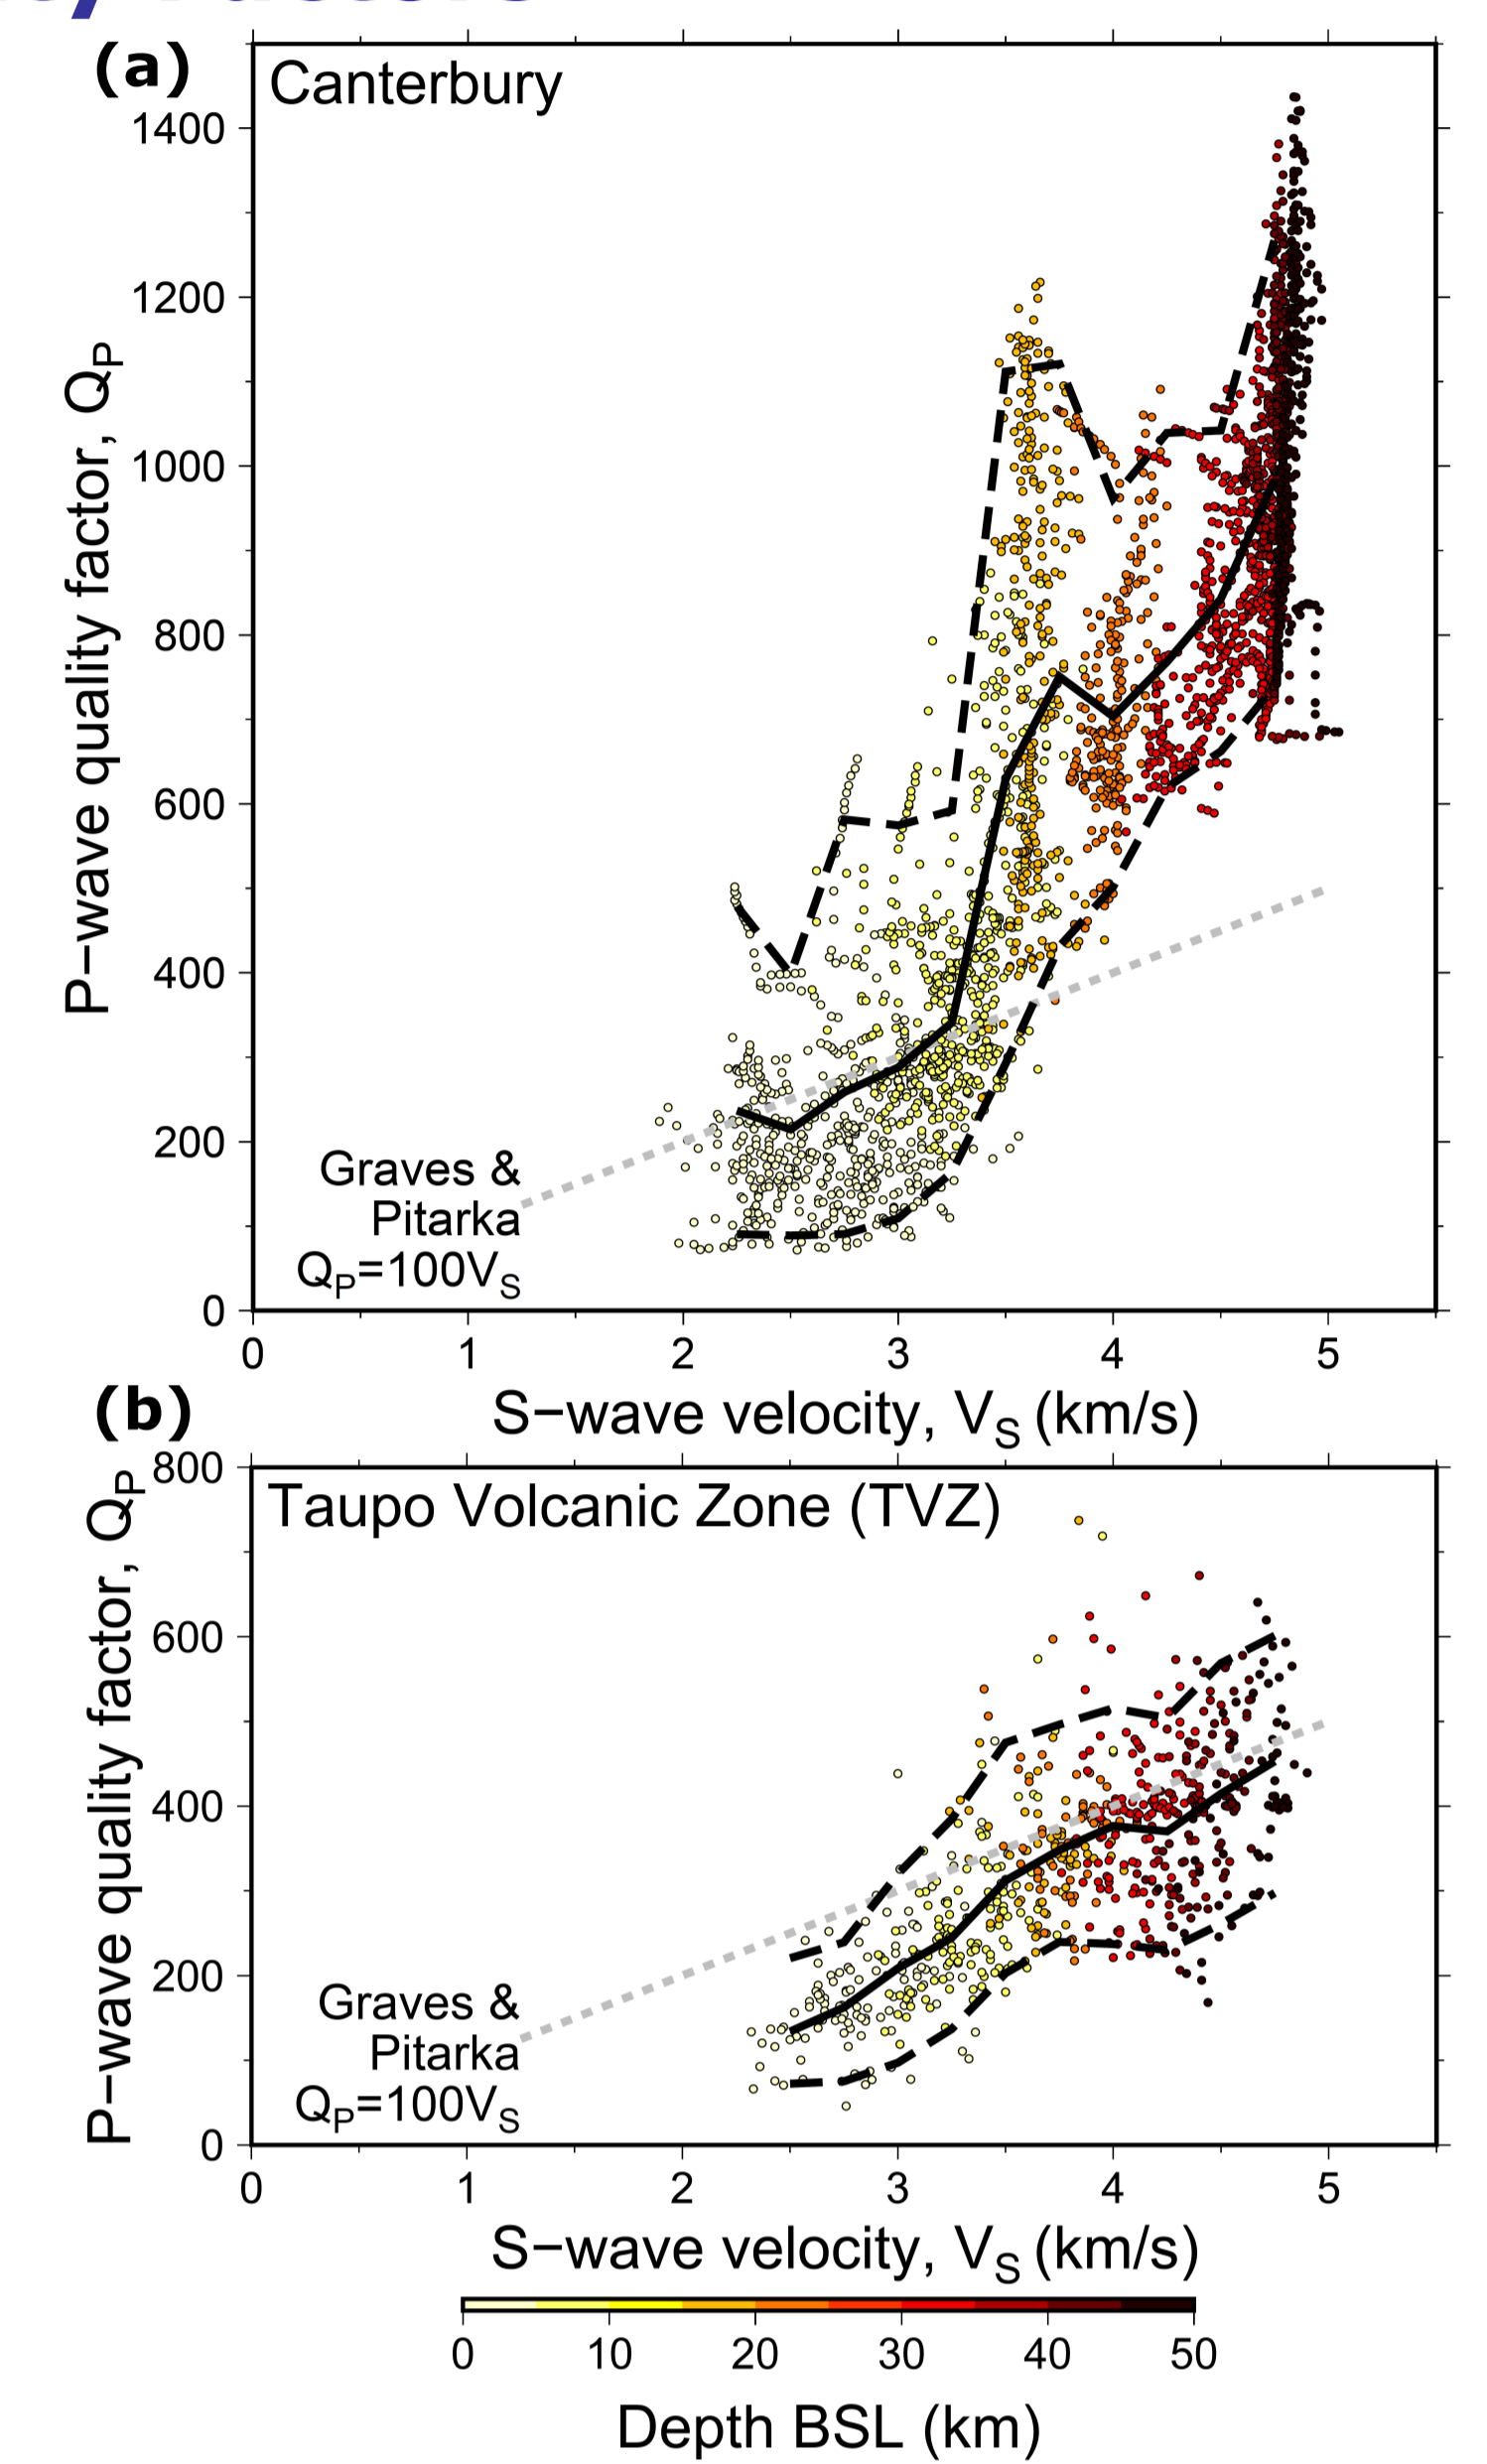 (a)
Canterbury
1400
1200
1000
800
600
400
200
0
P−wave quality factor, QP
Graves &
Pitarka
QP=100VS
0 1 2 3 4 5
S−wave velocity, VS (km/s)
(b)
Taupo Volcanic Zone (TVZ)
800
600
400
200
0
P−wave quality factor, QP
Graves &
Pitarka
QP=100VS
0 1 2 3 4 5
S−wave velocity, VS (km/s)
0 10 20 30 40 50
Depth BSL (km)